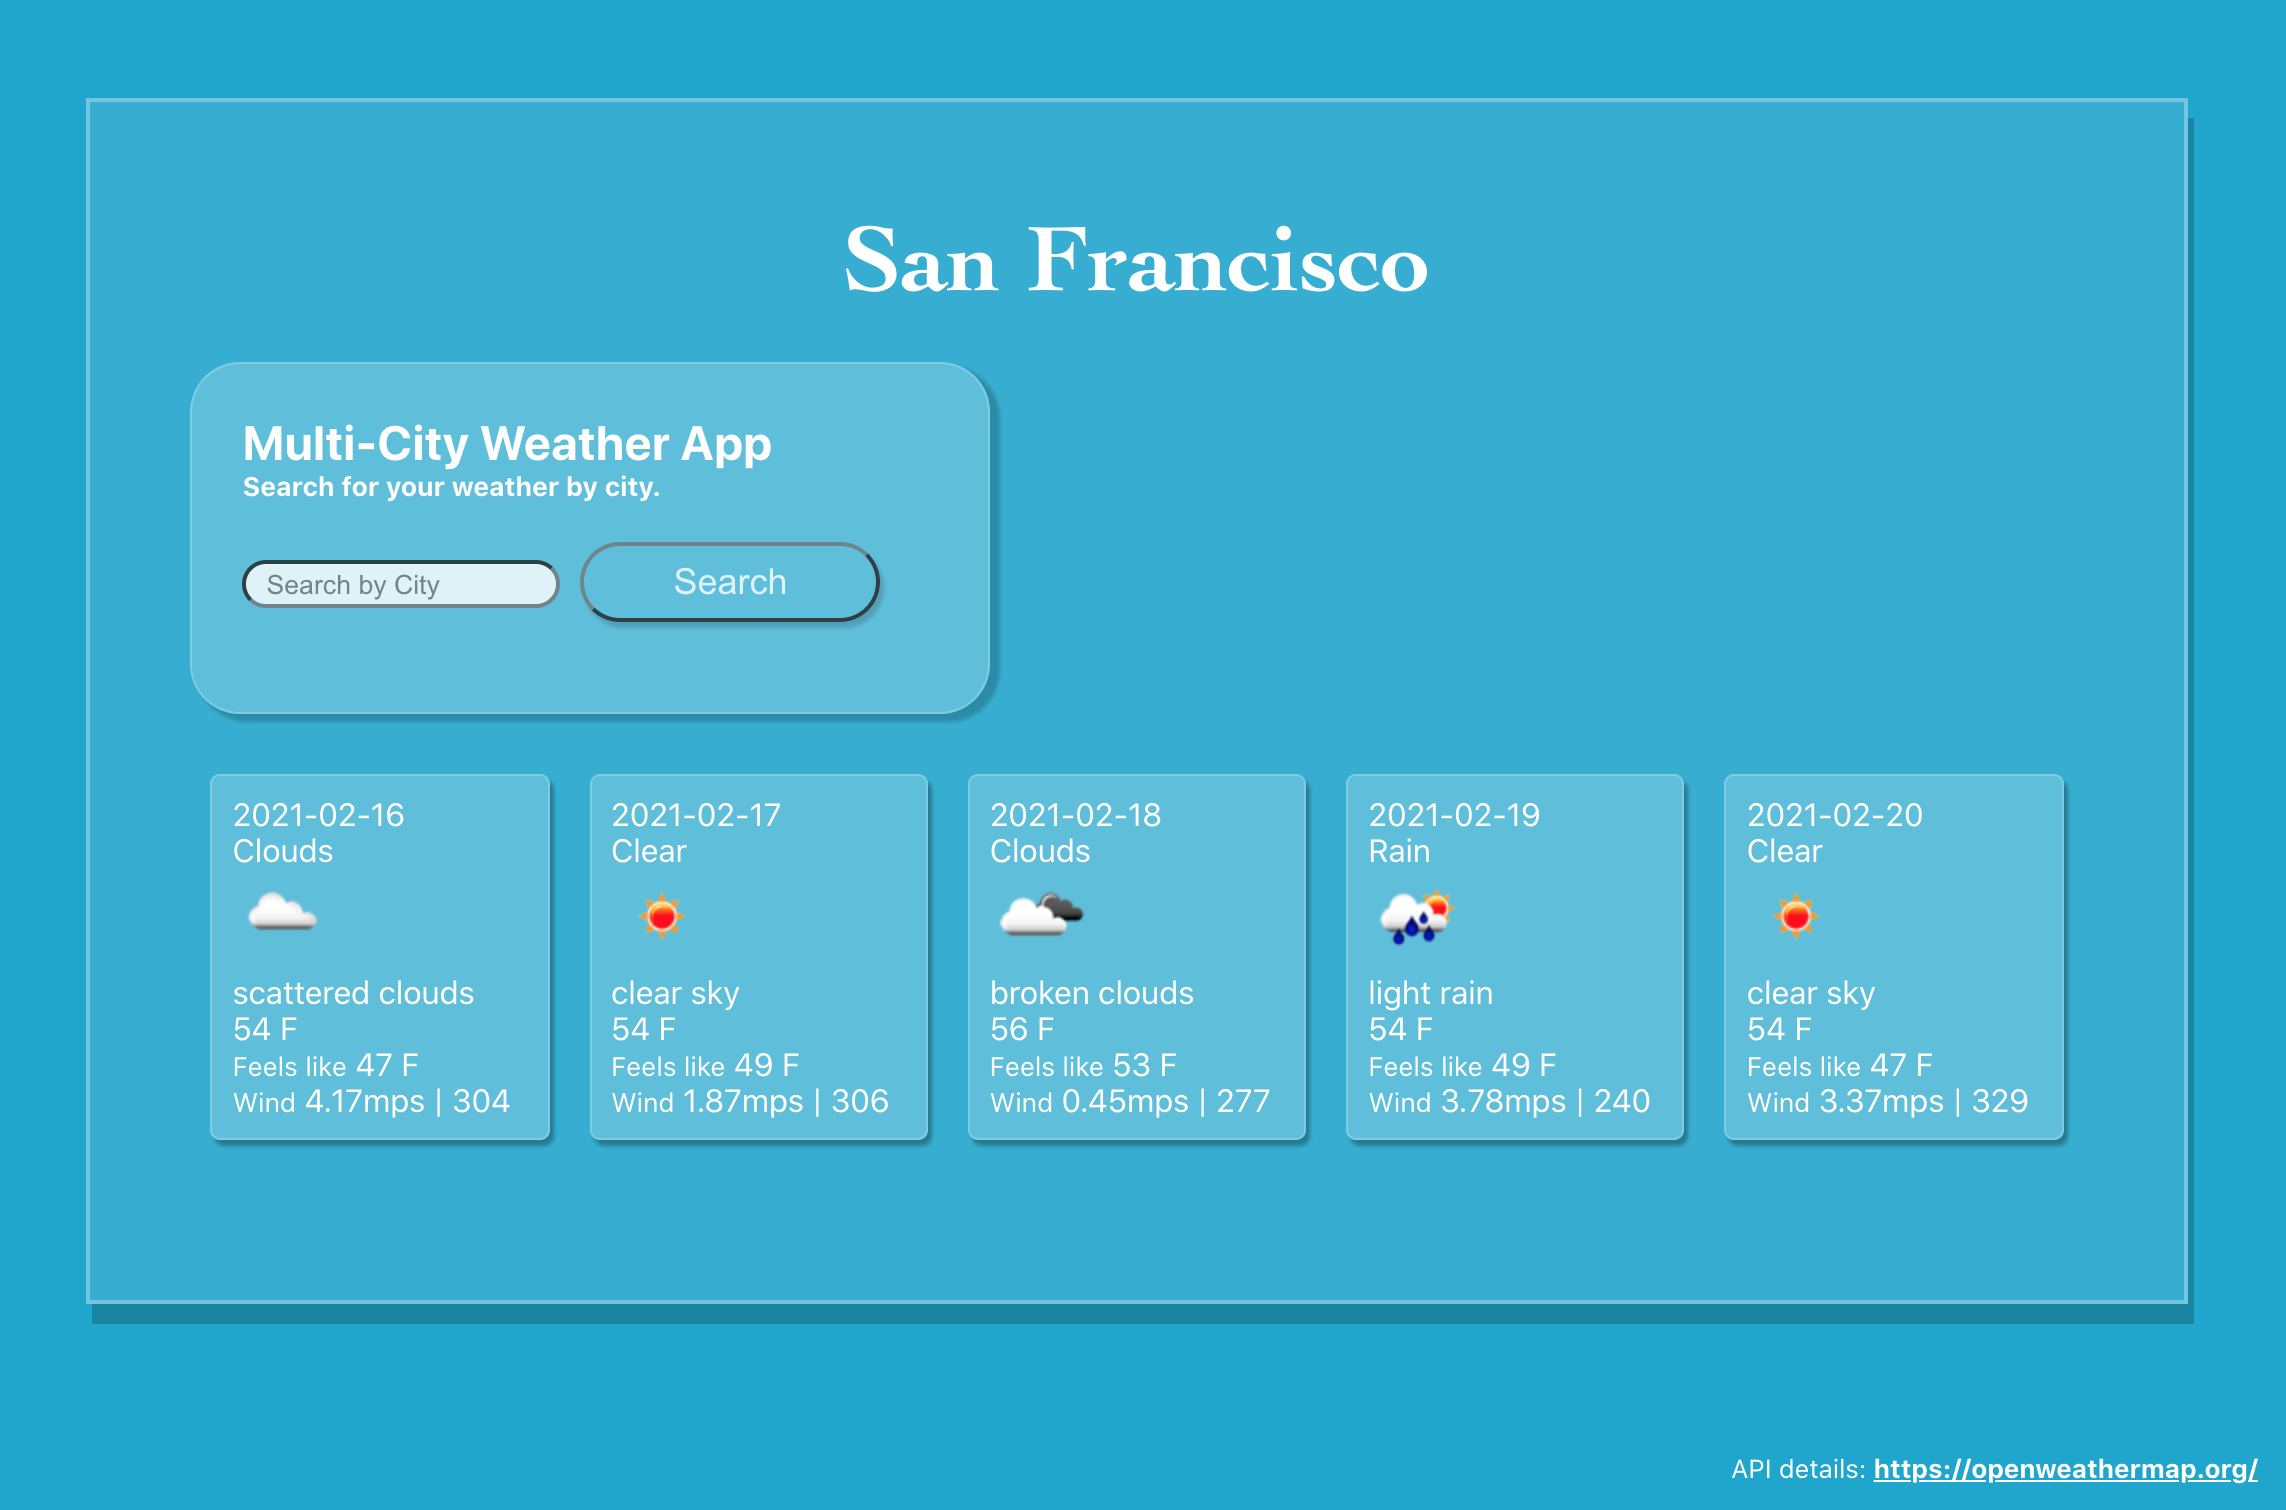 San Francisco
Multi-City Weather App
Search for your weather by city.
Search by City
Search
2021-02-16
Clouds
scattered clouds
54 F
Feels like 47 F
Wind 4.17mps | 304
2021-02-17
Clear
clear sky
54 F
Feels like 49 F
Wind 1.87mps | 306
2021-02-18
Clouds
broken clouds
56 F
Feels like 53 F
Wind 0.45mps | 277
2021-02-19
Rain
light rain
54 F
Feels like 49 F
Wind 3.78mps | 240
2021-02-20
Clear
clear sky
54 F
Feels like 47 F
Wind 3.37mps | 329
API details: https://openweathermap.org/